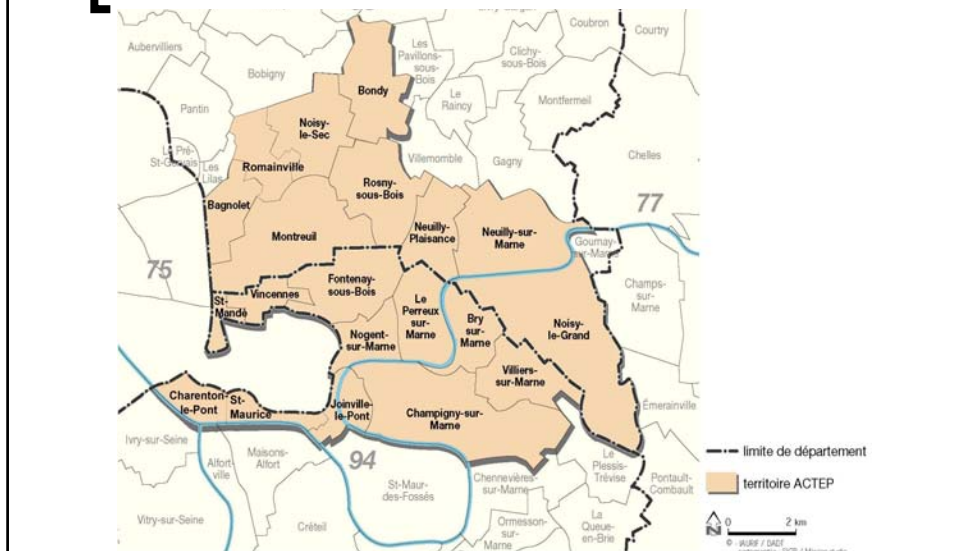 Coubron
Courtry
Aubervilliers
Les
Pavillons-
sous-
Bois
Clichy-
sous-Bois
Bobigny
Bondy
Le
Raincy
Montfermeil
Pantin
Noisy-
le-Sec
Le Pré-
St-Gervais
Les
Lilas
Romainville
Villemomble
Gagny
Chelles
Rosny-
sous-Bois
Bagnolet
77
Montreuil
Neuilly-
Plaisance
Neuilly-sur-
Marne
Gournay-
sur-Marne
75
Fontenay-
sous-Bois
Champs-
sur-
Marne
St-
Mandé
Vincennes
Le
Perreux
sur-
Marne
Bry
sur-
Marne
Noisy-
le-Grand
Nogent-
sur-Marne
Villiers-
sur-Marne
Charenton-
le-Pont
St-
Maurice
Joinville-
le-Pont
Champigny-sur-
Marne
Émerainville
Ivry-sur-Seine
Maisons-
Alfort
Alfort-
ville
94
St-Maur-
des-Fossés
Chennevières-
sur-Marne
Le
Plessis-
Trévise
Pontault-
Combault
Vitry-sur-Seine
Créteil
Ormesson-
sur-
Marne
La
Queue-
en-Brie
limite de département
territoire ACTEP
N
0 2 km
© IAURIF / DADT